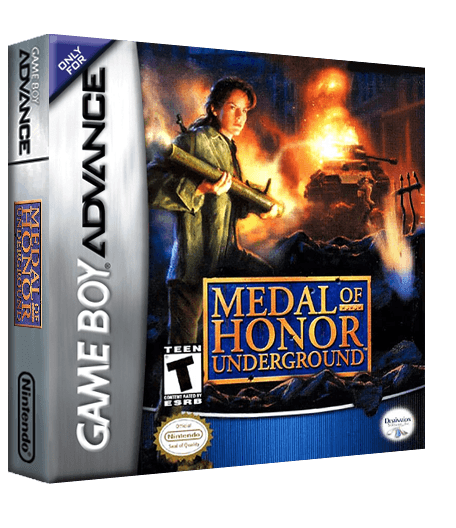 GAME BOY
ADVANCE
MEDAL OF
HONOR
UNDERGROUND
Nintendo
ONLY
FOR
GAME BOY ADVANCE
MEDAL OF
HONOR
UNDERGROUND
TEEN
T
CONTENT RATED BY
ESRB
Official
Nintendo
Seal of Quality
Destination